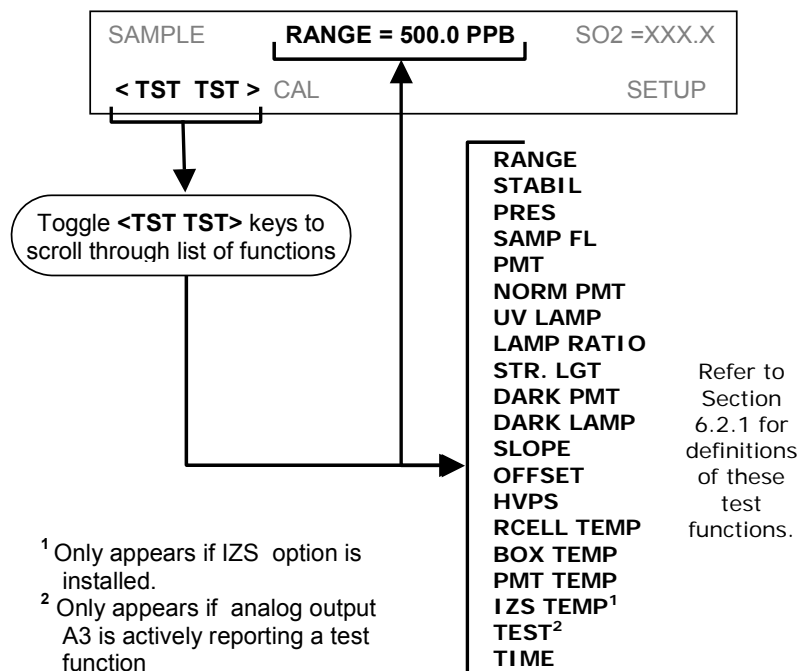 SAMPLE RANGE = 500.0 PPB SO2 =XXX.X
< TST TST > CAL SETUP
Toggle <TST TST> keys to
scroll through list of functions
RANGE
STABIL
PRES
SAMP FL
PMT
NORM PMT
UV LAMP
LAMP RATIO
STR. LGT
DARK PMT
DARK LAMP
SLOPE
OFFSET
HVPS
RCELL TEMP
BOX TEMP
PMT TEMP
IZS TEMP¹
TEST²
TIME
Refer to
Section
6.2.1 for
definitions
of these
test
functions.
¹ Only appears if IZS option is
installed.
² Only appears if analog output
A3 is actively reporting a test
function